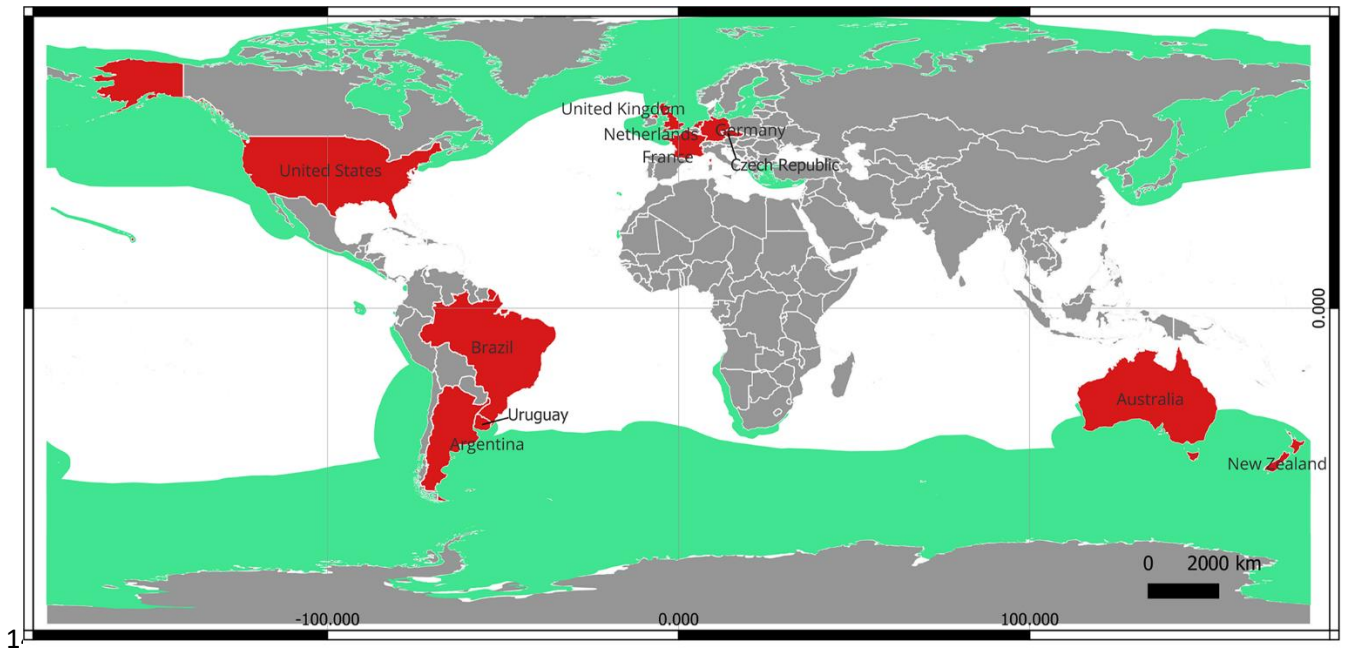 United Kingdom
Netherlands
Germany
France
Czech Republic
United States
Brazil
Uruguay
Argentina
Australia
New Zealand
0.000
0 2000 km
-100.000
0.000
100.000
1